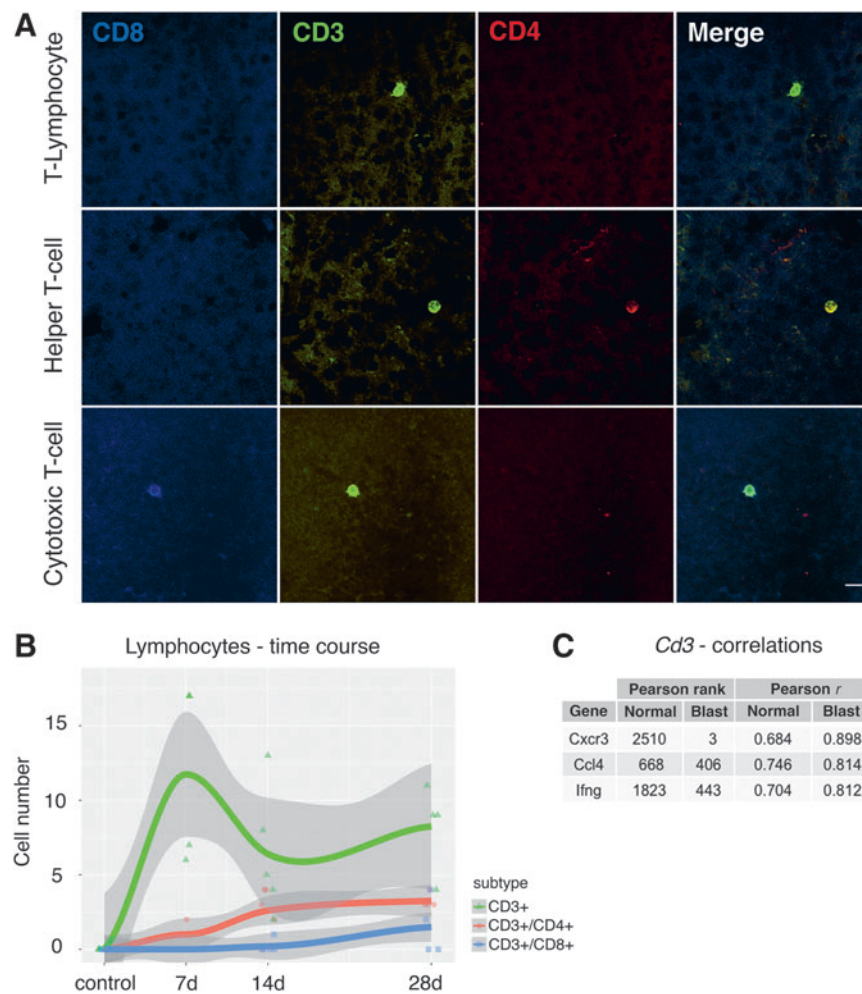 A
CD8 CD3 CD4 Merge
T-Lymphocyte
Helper T-cell
Cytotoxic T-cell
B
Lymphocytes - time course
Cell number
15
10
5
0
control 7d 14d 28d
subtype
CD3+
CD3+/CD4+
CD3+/CD8+
C
Cd3 - correlations
Pearson rank Pearson r
Gene Normal Blast Normal Blast
Cxcr3 2510 3 0.684 0.898
Ccl4 668 406 0.746 0.814
Ifng 1823 443 0.704 0.812